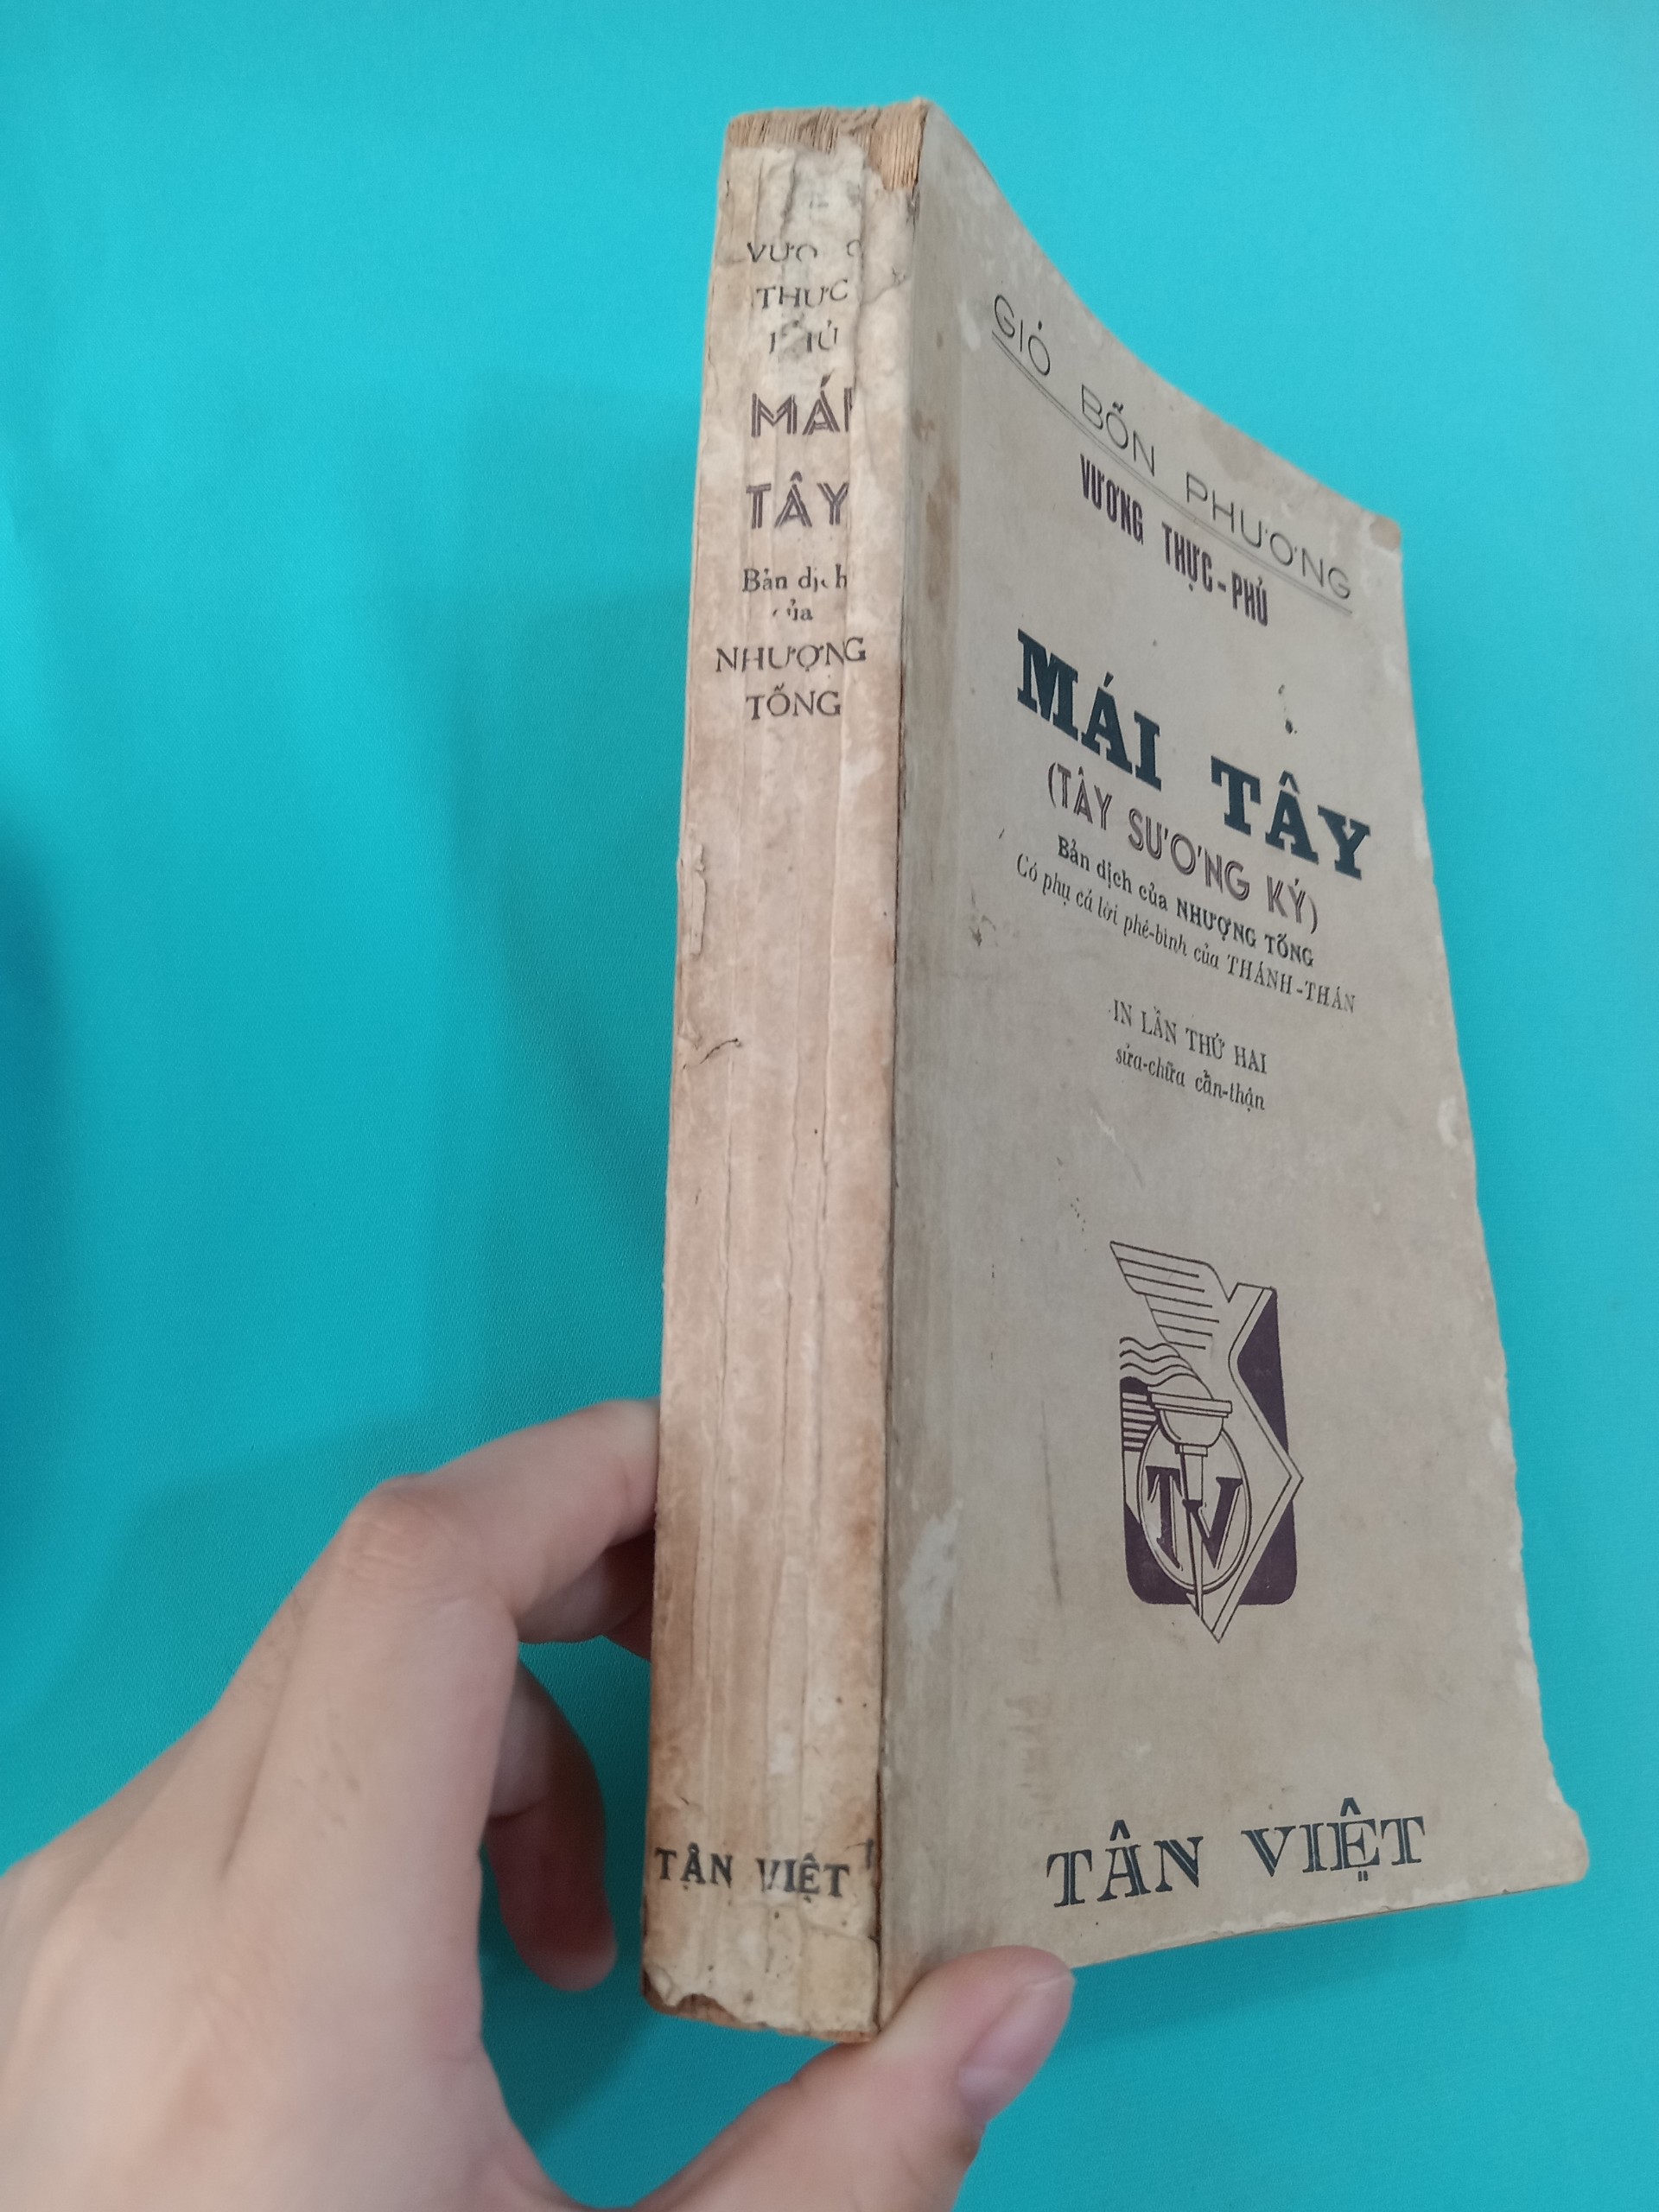 THỰC
MÁI
TÂY
Bản dịch
của
NHƯỢNG
TỐNG
TÂN VIỆT
GIÓ BỐN PHƯƠNG
VƯƠNG THỰC-PHỦ
MÁI TÂY
(TÂY SƯƠNG KÝ)
Bản dịch của NHƯỢNG TỐNG
Có phụ cả lời phê-bình của THÁNH-THÁN
IN LẦN THỨ HAI
sửa-chữa cẩn-thận
TV
TÂN VIỆT